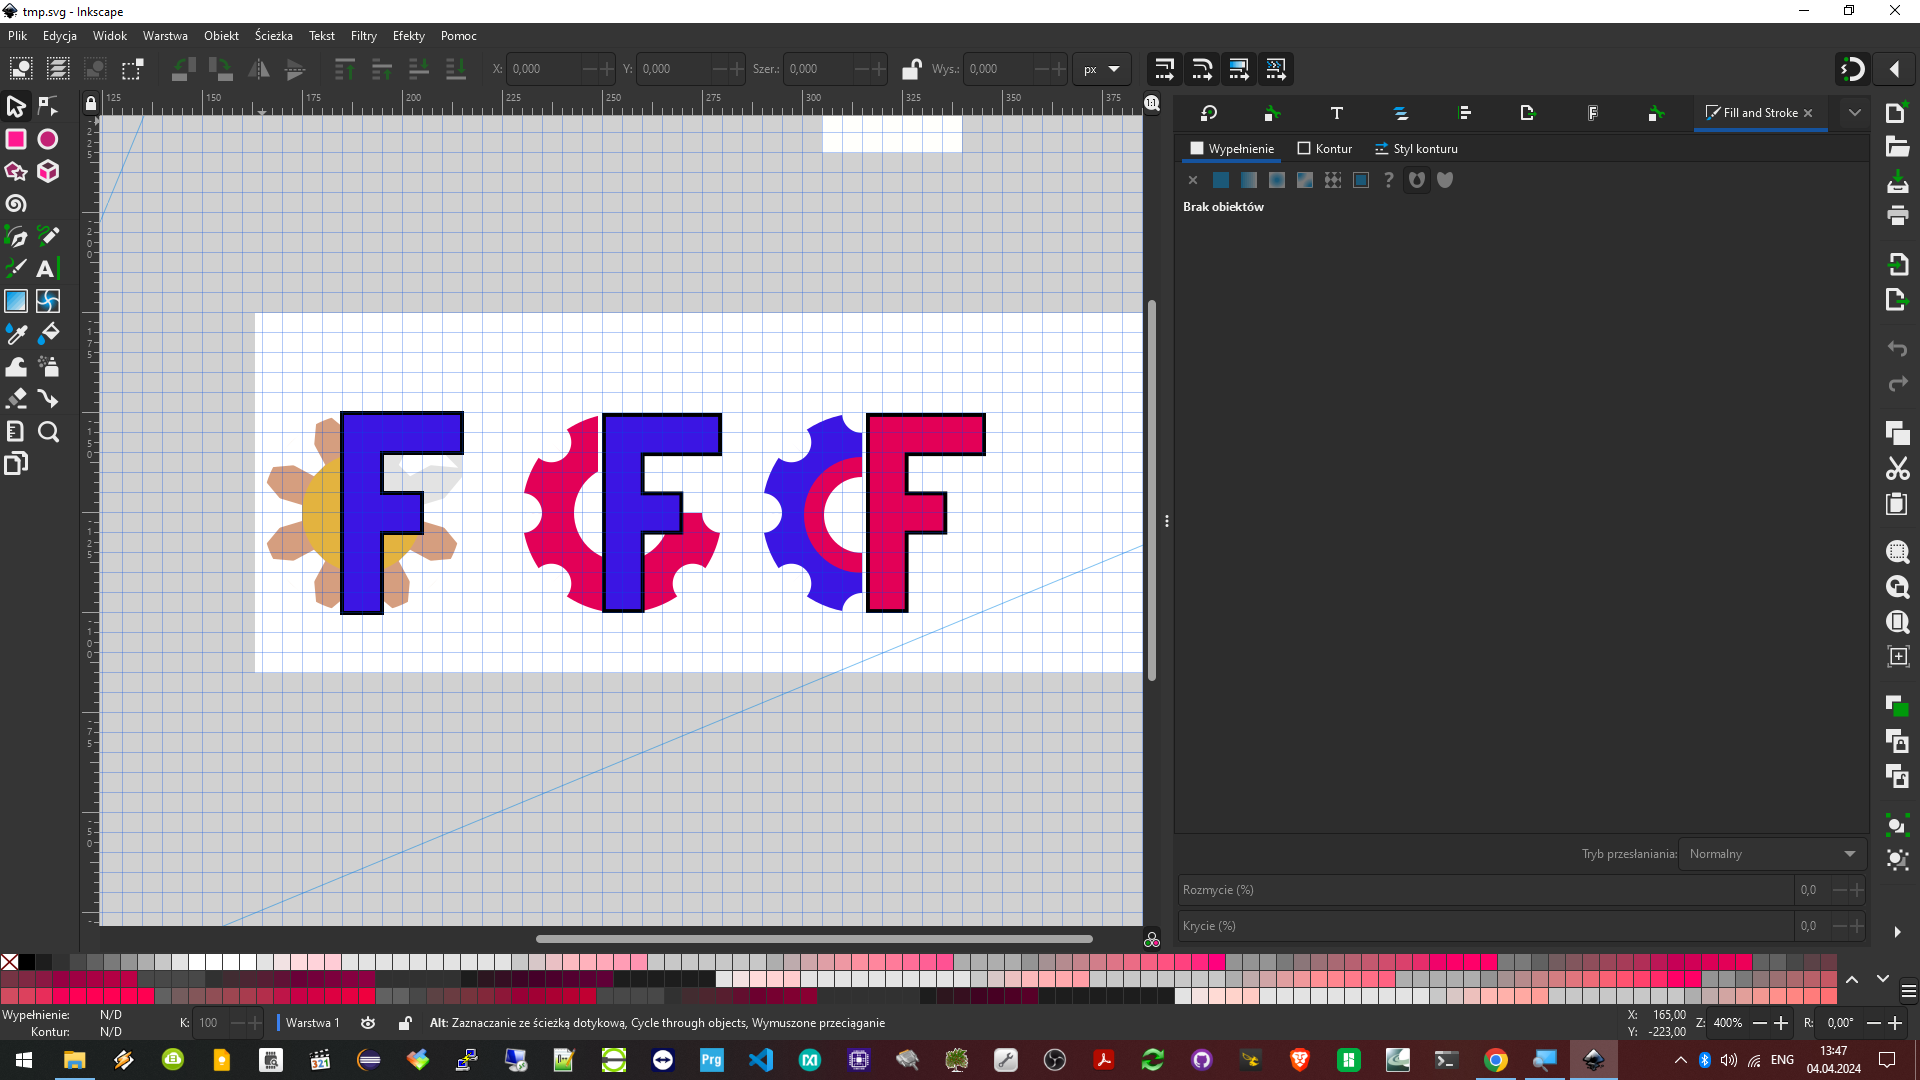 tmp.svg - Inkscape
Plik Edycja Widok Warstwa Obiekt Ścieżka Tekst Filtry Efekty Pomoc
X: 0,000 Y: 0,000 Szer.: 0,000 Wys.: 0,000 px
125 150 175 200 225 250 275 300 325 350 375
Fill and Stroke
Wypełnienie Kontur Styl konturu
Brak obiektów
F F F
Tryb przesłaniania: Normalny
Rozmycie (%) 0,0
Krycie (%) 0,0
Wypełnienie: N/D
Kontur: N/D
K: 100
Warstwa 1
Alt: Zaznaczanie ze ścieżką dotykową, Cycle through objects, Wymuszone przeciąganie
X: 165,00
Y: -223,00
Z: 400%
R: 0,00°
ENG
13:47
04.04.2024